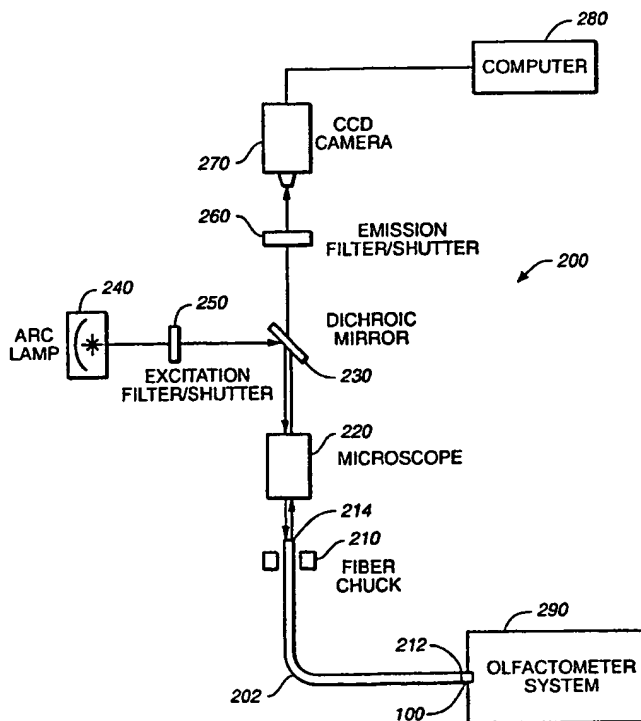 280
COMPUTER
CCD
CAMERA
270
260
EMISSION
FILTER/SHUTTER
200
240
250
ARC
LAMP
DICHROIC
MIRROR
230
EXCITATION
FILTER/SHUTTER
220
MICROSCOPE
214
210
FIBER
CHUCK
290
212
OLFACTOMETER
SYSTEM
202
100